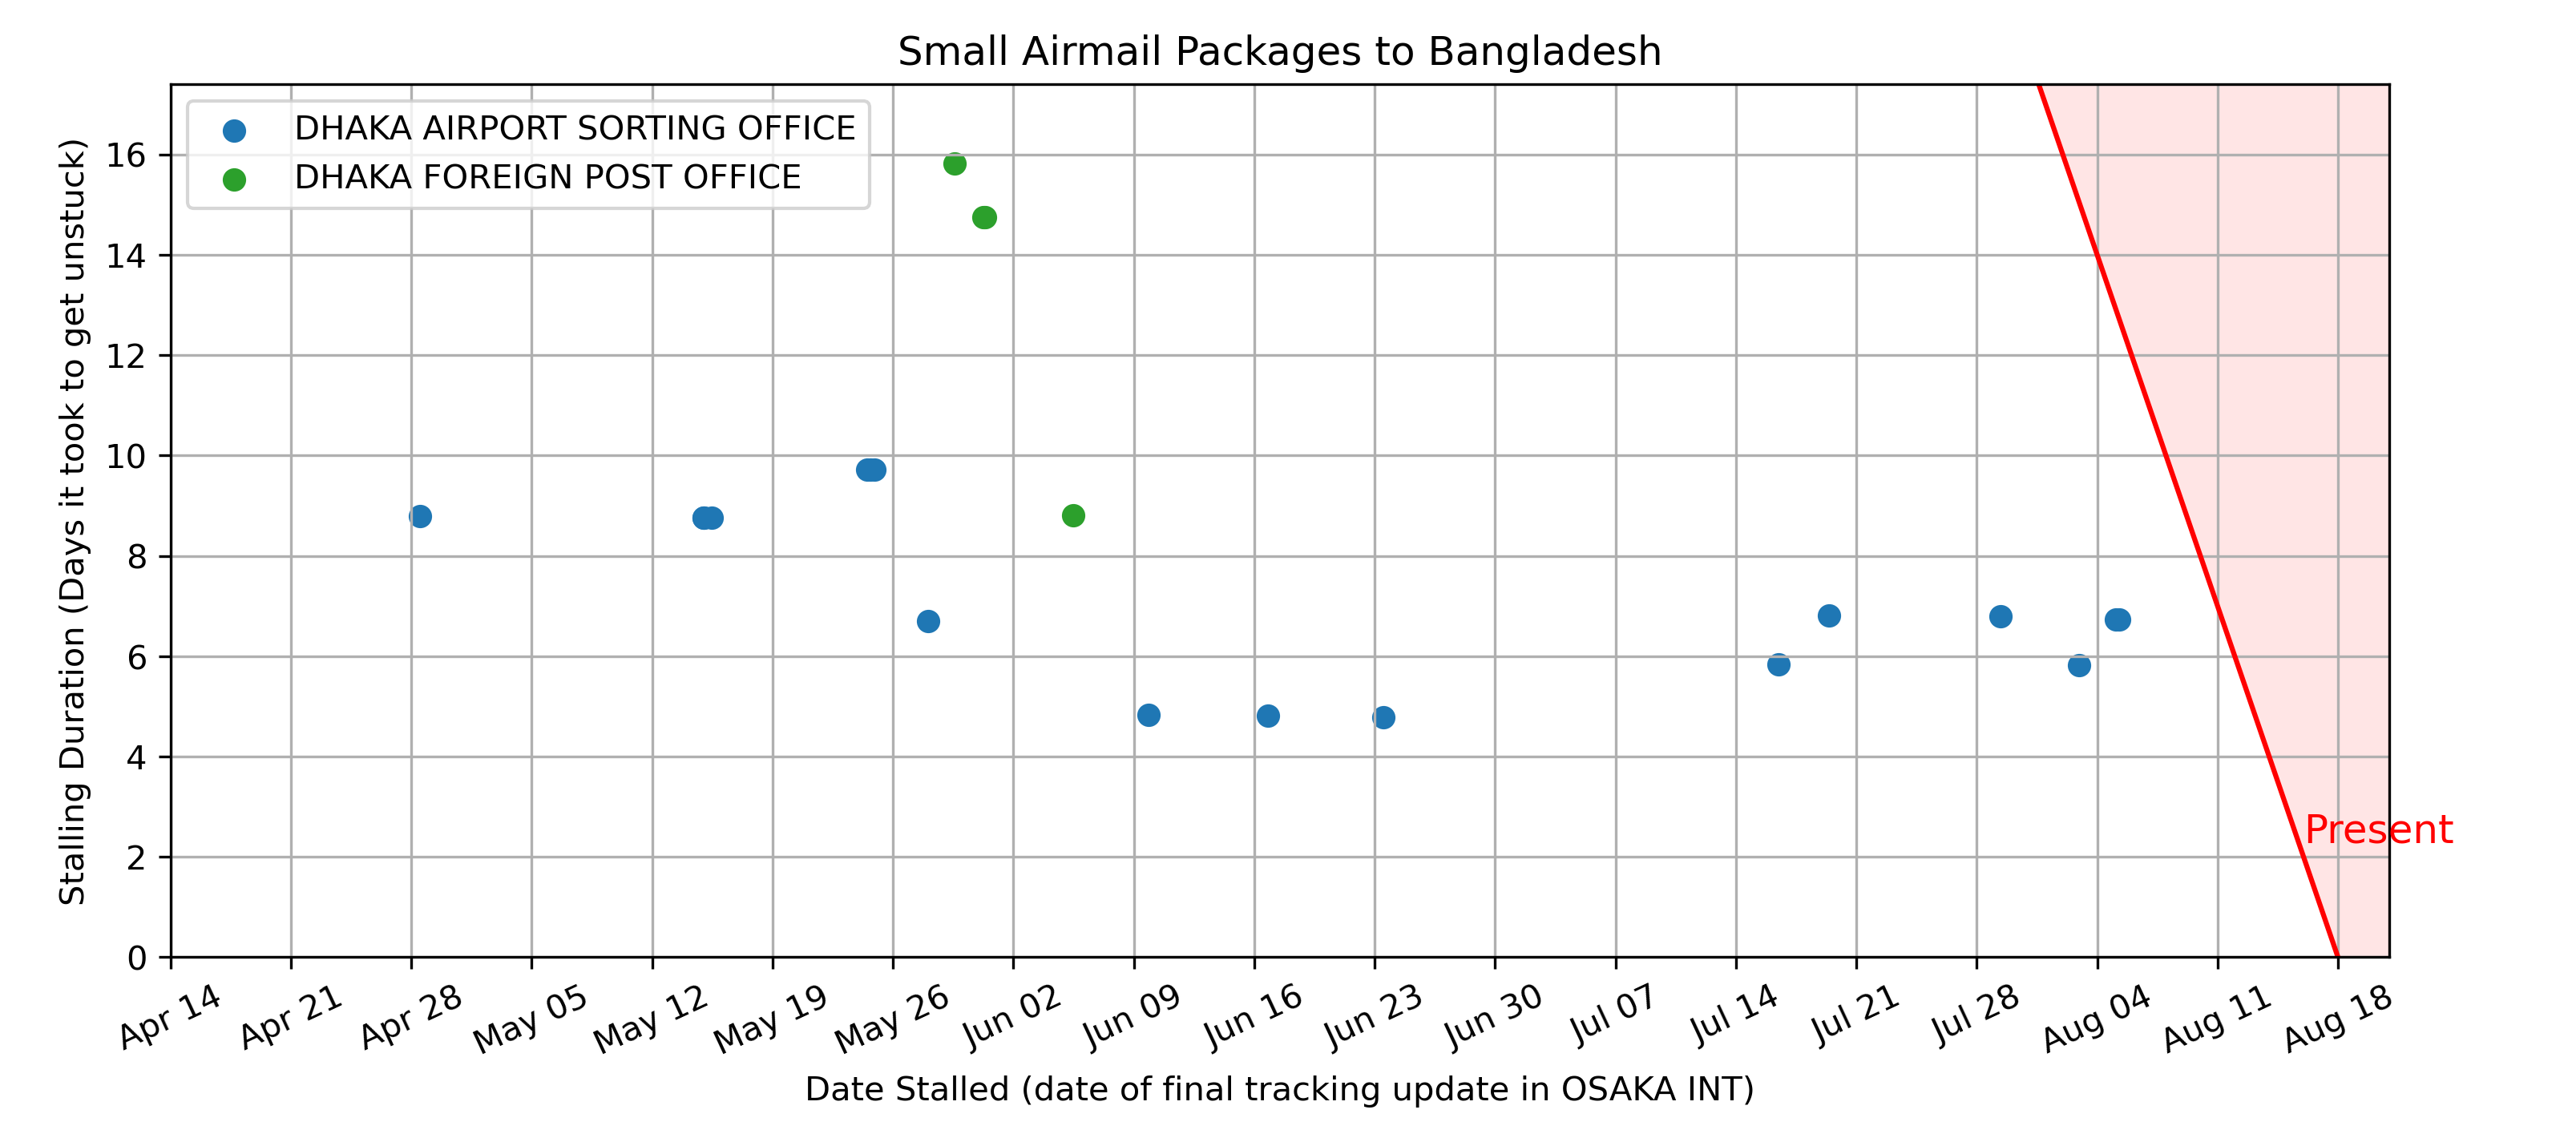 Small Airmail Packages to Bangladesh
DHAKA AIRPORT SORTING OFFICE
DHAKA FOREIGN POST OFFICE
Stalling Duration (Days it took to get unstuck)
16
14
12
10
8
6
4
2
0
Present
Apr 14
Apr 21
Apr 28
May 05
May 12
May 19
May 26
Jun 02
Jun 09
Jun 16
Jun 23
Jun 30
Jul 07
Jul 14
Jul 21
Jul 28
Aug 04
Aug 11
Aug 18
Date Stalled (date of final tracking update in OSAKA INT)